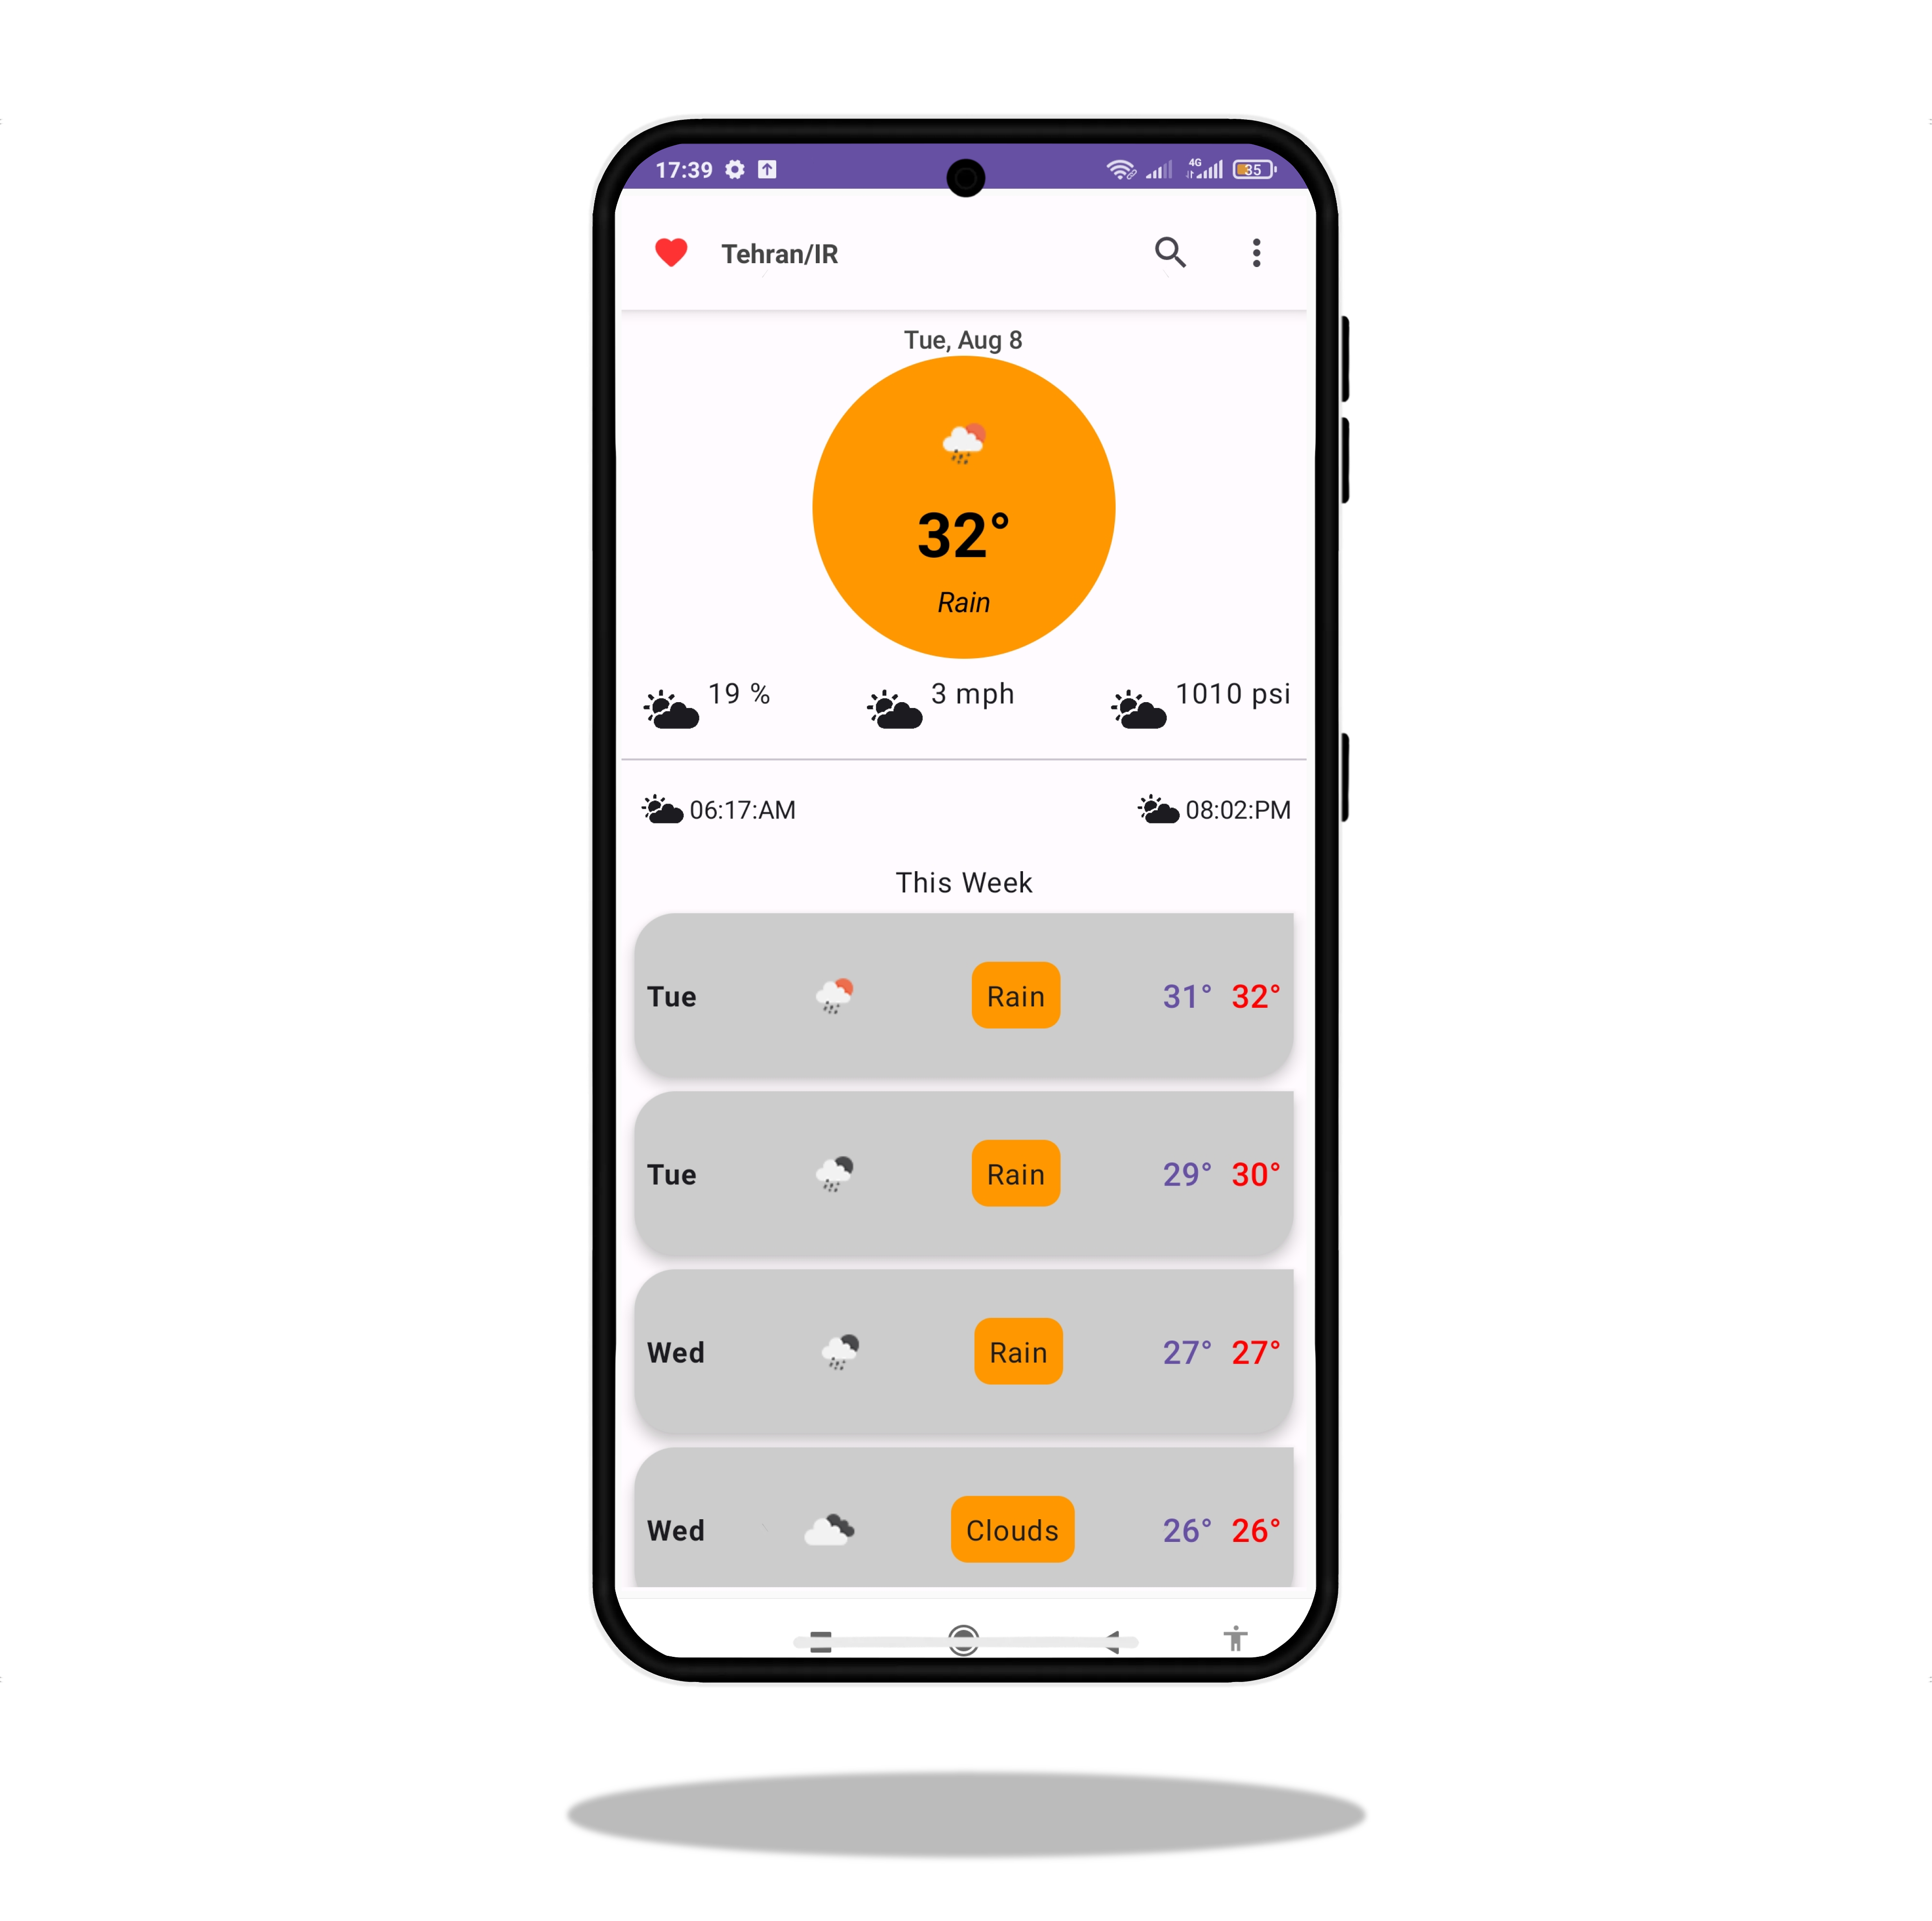 17:39 4G 35
Tehran/IR
Tue, Aug 8
32°
Rain
19 % 3 mph 1010 psi
06:17:AM 08:02:PM
This Week
Tue Rain 31° 32°
Tue Rain 29° 30°
Wed Rain 27° 27°
Wed Clouds 26° 26°